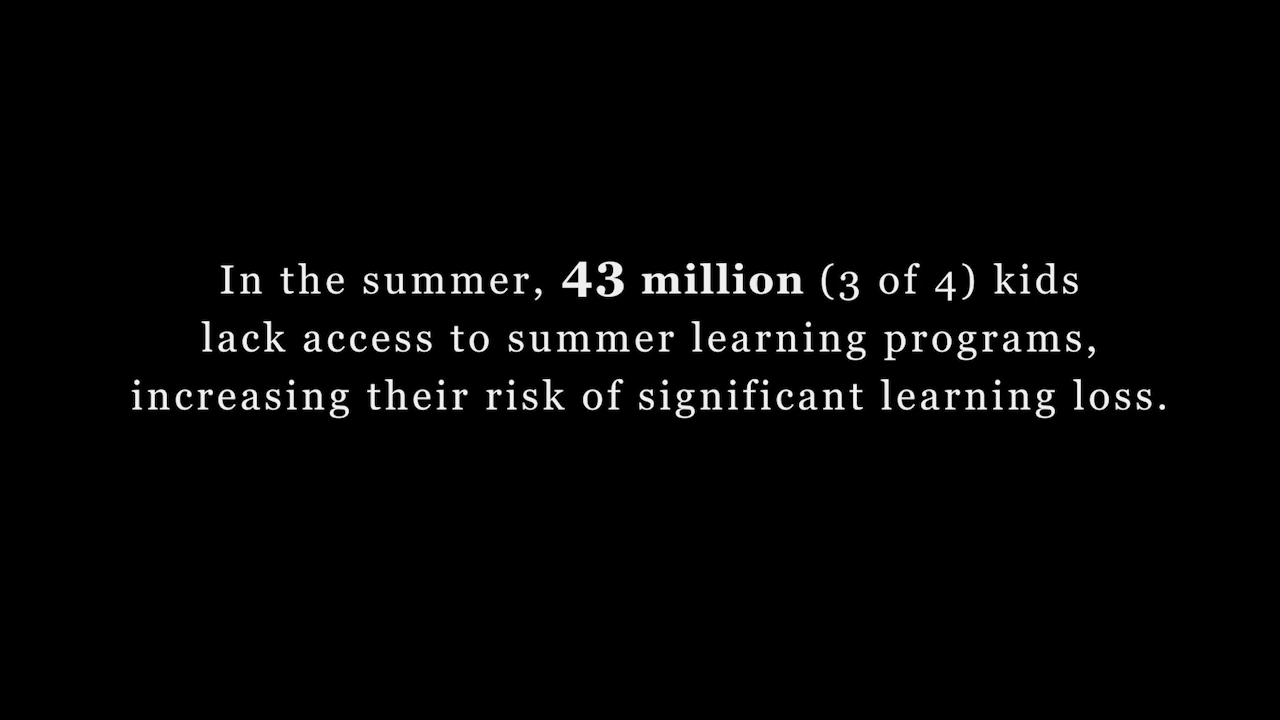 In the summer, 43 million (3 of 4) kids
lack access to summer learning programs,
increasing their risk of significant learning loss.